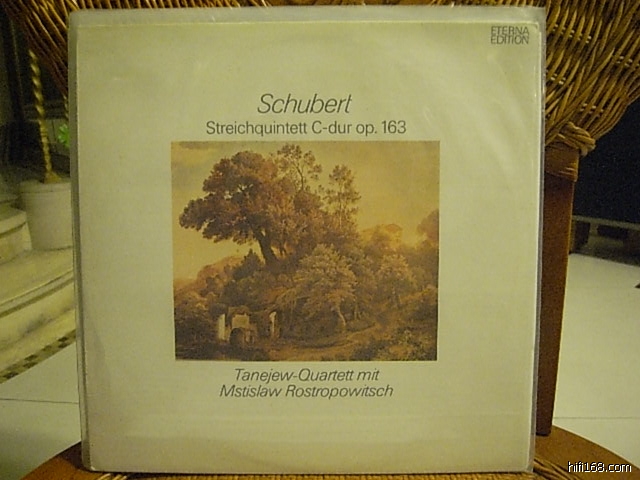 ETERNA
EDITION
Schubert
Streichquintett C-dur op. 163
Tanejew-Quartett mit
Mstislaw Rostropowitsch
hifi168.com